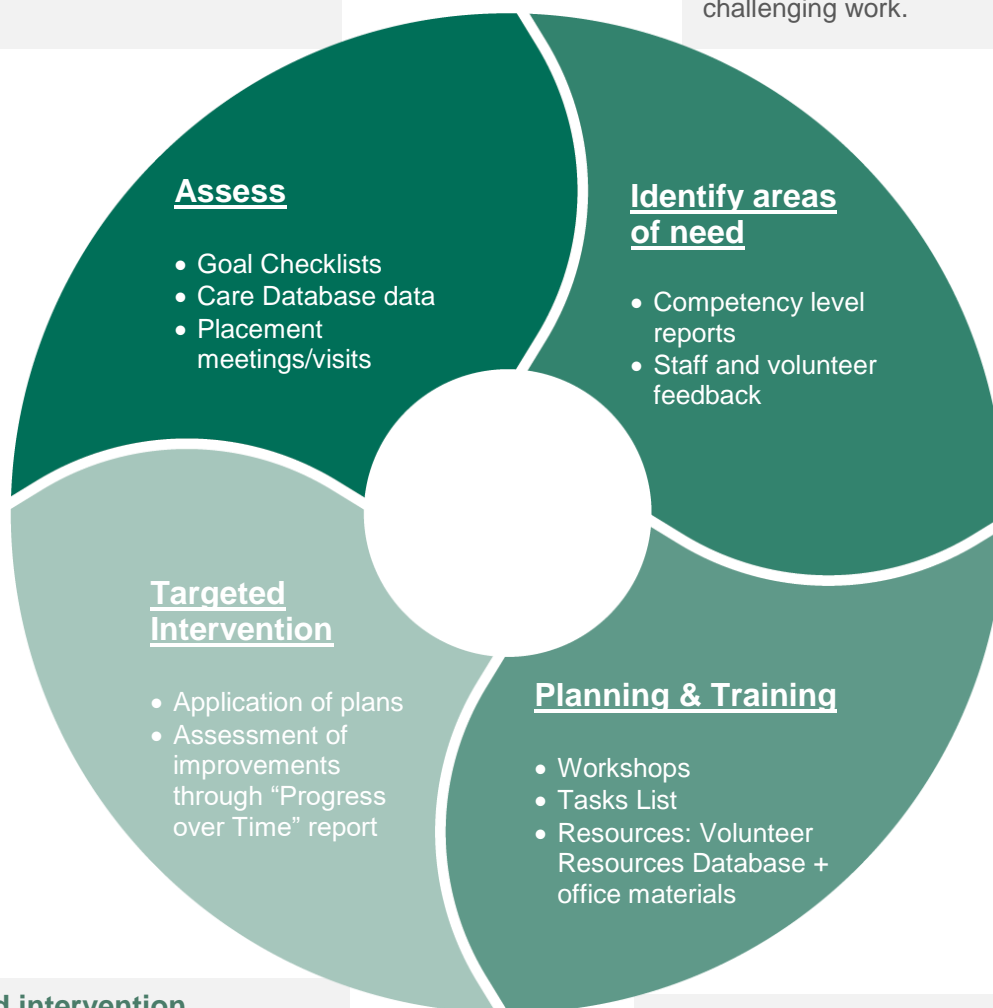 challenging work.
Assess
• Goal Checklists
• Care Database data
• Placement
meetings/visits
Identify areas
of need
• Competency level
reports
• Staff and volunteer
feedback
Targeted
Intervention
• Application of plans
• Assessment of
improvements
through “Progress
over Time” report
Planning & Training
• Workshops
• Tasks List
• Resources: Volunteer
Resources Database +
office materials
d intervention